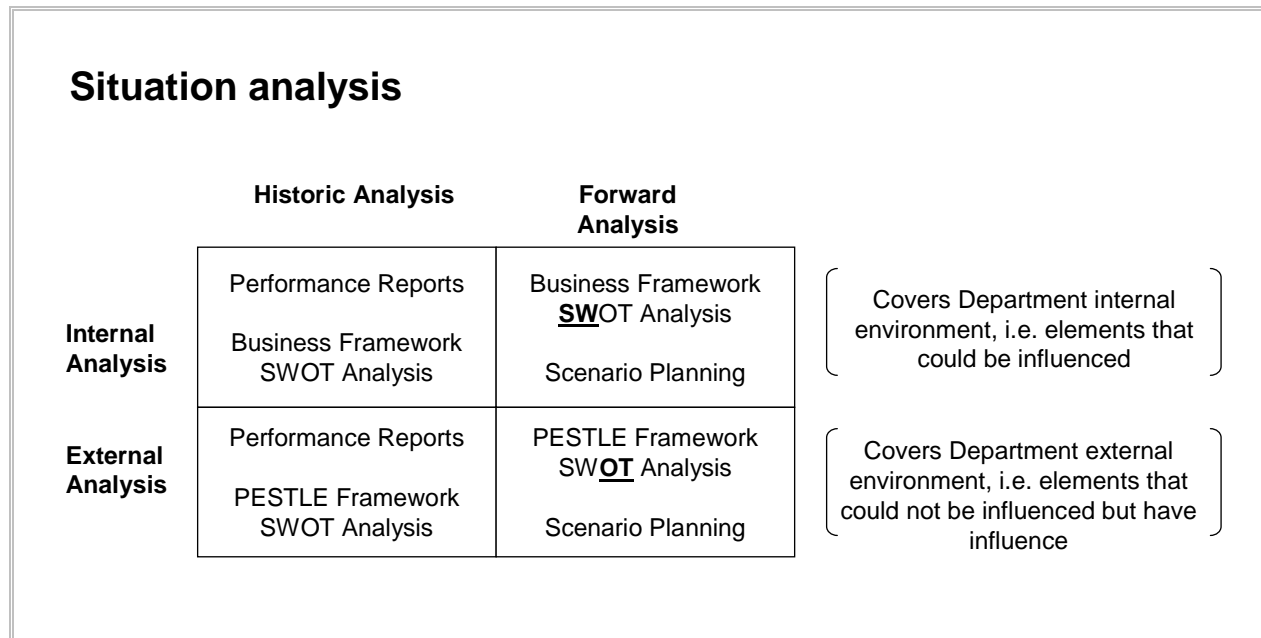 Situation analysis
Historic Analysis
Forward
Analysis
Internal
Analysis
Performance Reports
Business Framework
SWOT Analysis
Business Framework
SWOT Analysis
Scenario Planning
Covers Department internal
environment, i.e. elements that
could be influenced
External
Analysis
Performance Reports
PESTLE Framework
SWOT Analysis
PESTLE Framework
SWOT Analysis
Scenario Planning
Covers Department external
environment, i.e. elements that
could not be influenced but have
influence